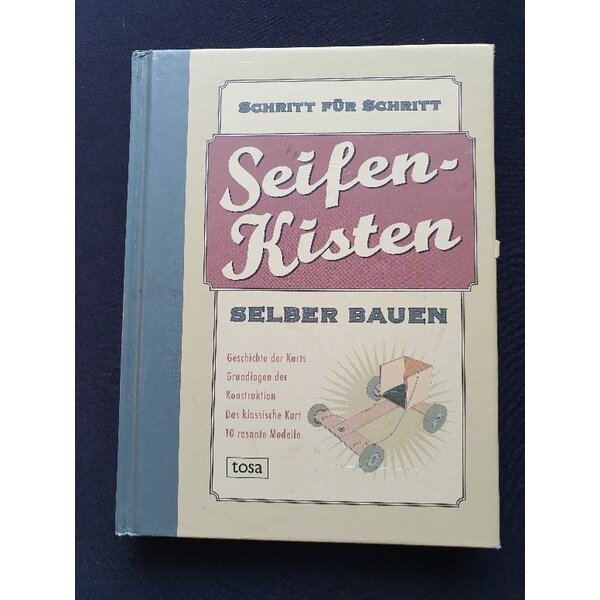 Schritt für Schritt
Seifen-
Kisten
selber bauen
Geschichte der Karts
Grundlagen der
Konstruktion
Das klassische Kart
10 rasante Modelle
tosa